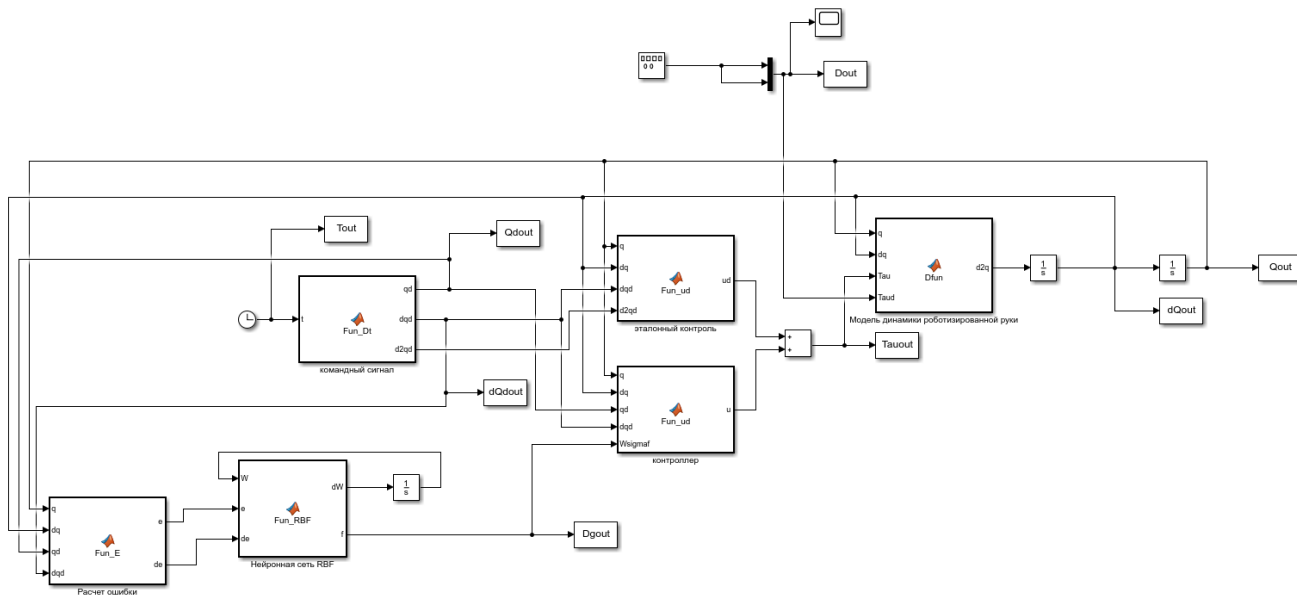 Dout
Tout
Qdout
t
Fun_Dt
qd
dqd
d2qd
командный сигнал
dQdout
q
dq
dqd
d2qd
Fun_ud
ud
эталонный контроль
q
dq
qd
dqd
Wsigmaf
Fun_ud
u
контроллер
+
+
Tauout
q
dq
Tau
Taud
Dfun
d2q
Модель динамики роботизированной руки
1
s
1
s
Qout
dQout
q
dq
qd
dqd
Fun_E
e
de
Расчет ошибки
W
e
de
Fun_RBF
dW
f
Нейронная сеть RBF
1
s
Dgout